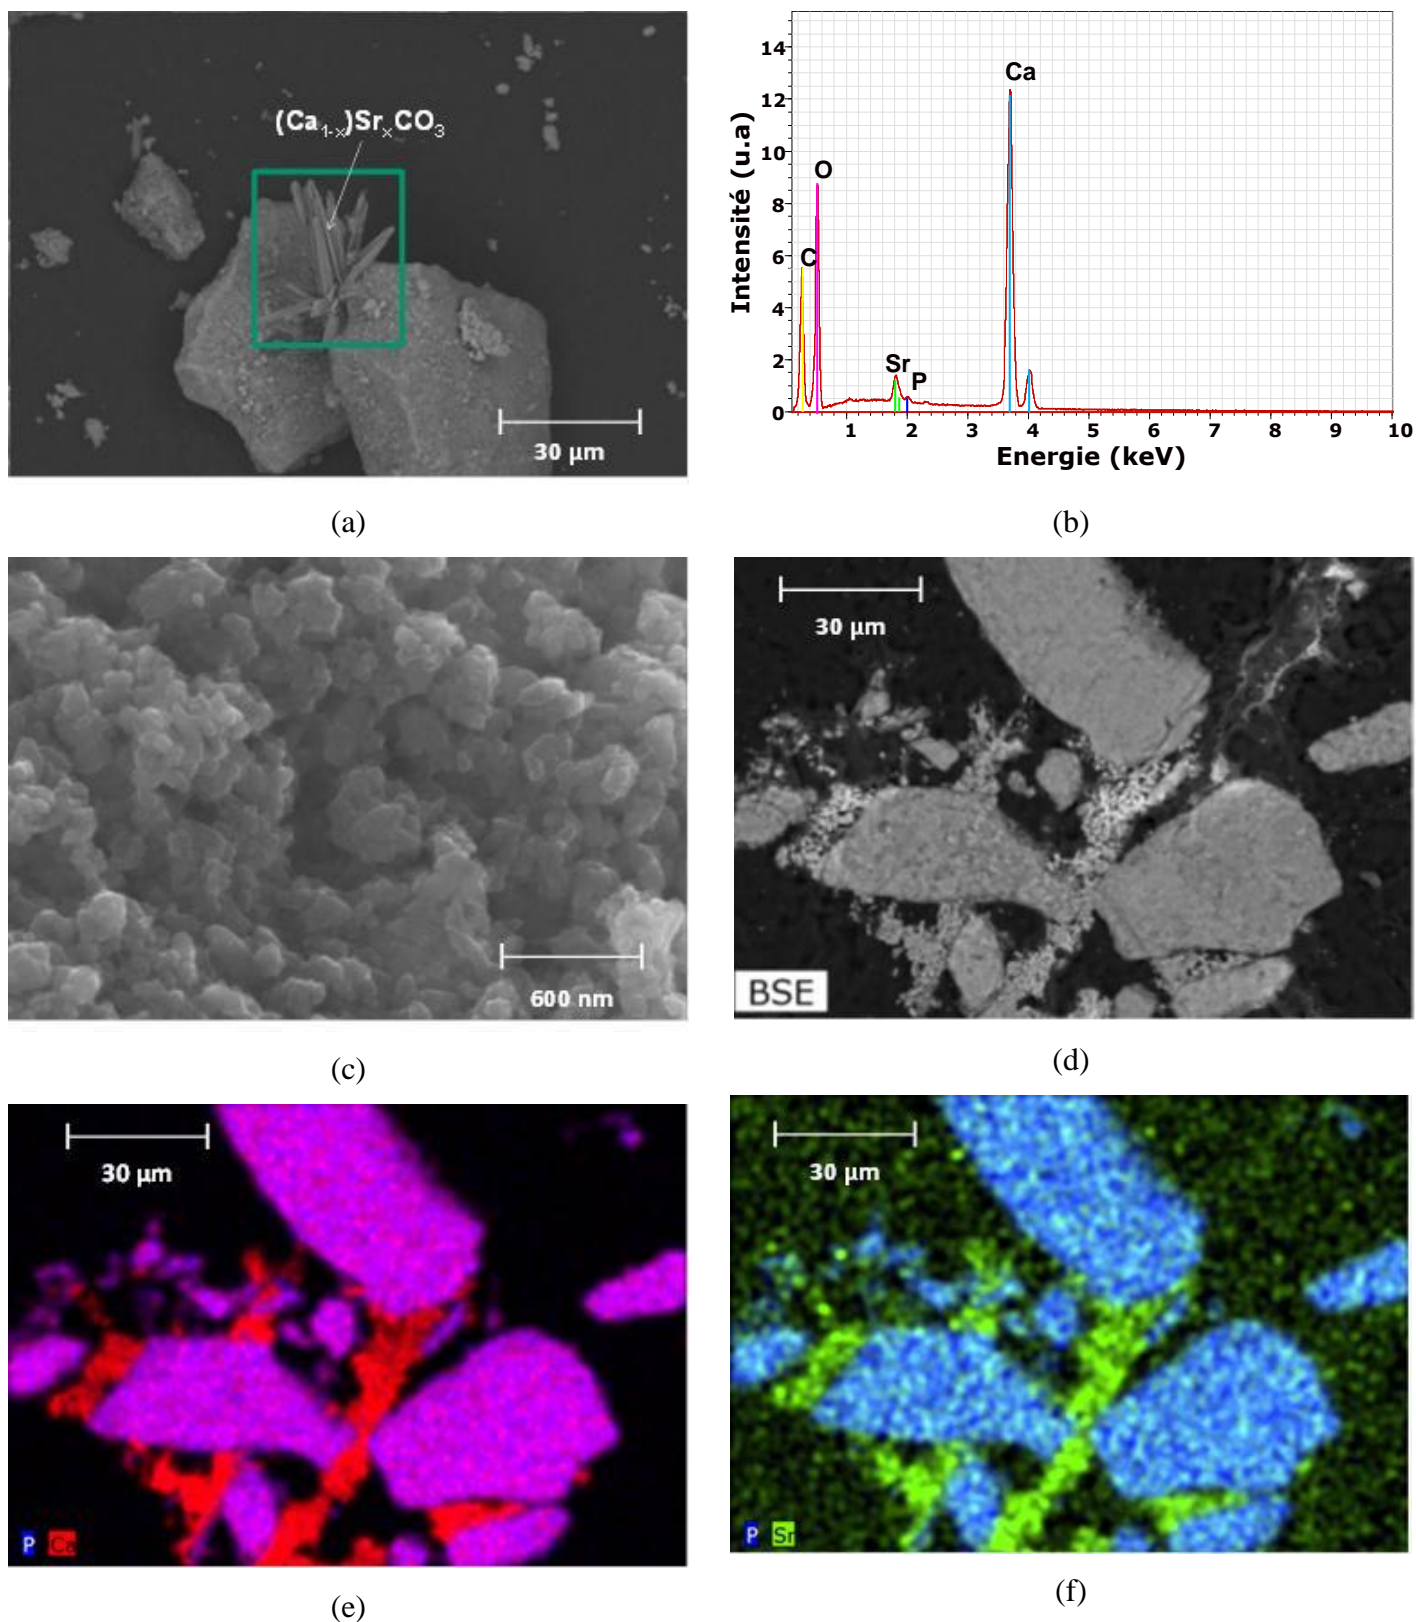 (Ca₁₋ₓ)SrₓCO₃
30 µm
(a)
Intensité (u.a)
14
12
10
8
6
4
2
0
C
O
Sr
P
Ca
1 2 3 4 5 6 7 8 9 10
Energie (keV)
(b)
600 nm
(c)
30 µm
BSE
(d)
30 µm
P Ca
(e)
30 µm
P Sr
(f)